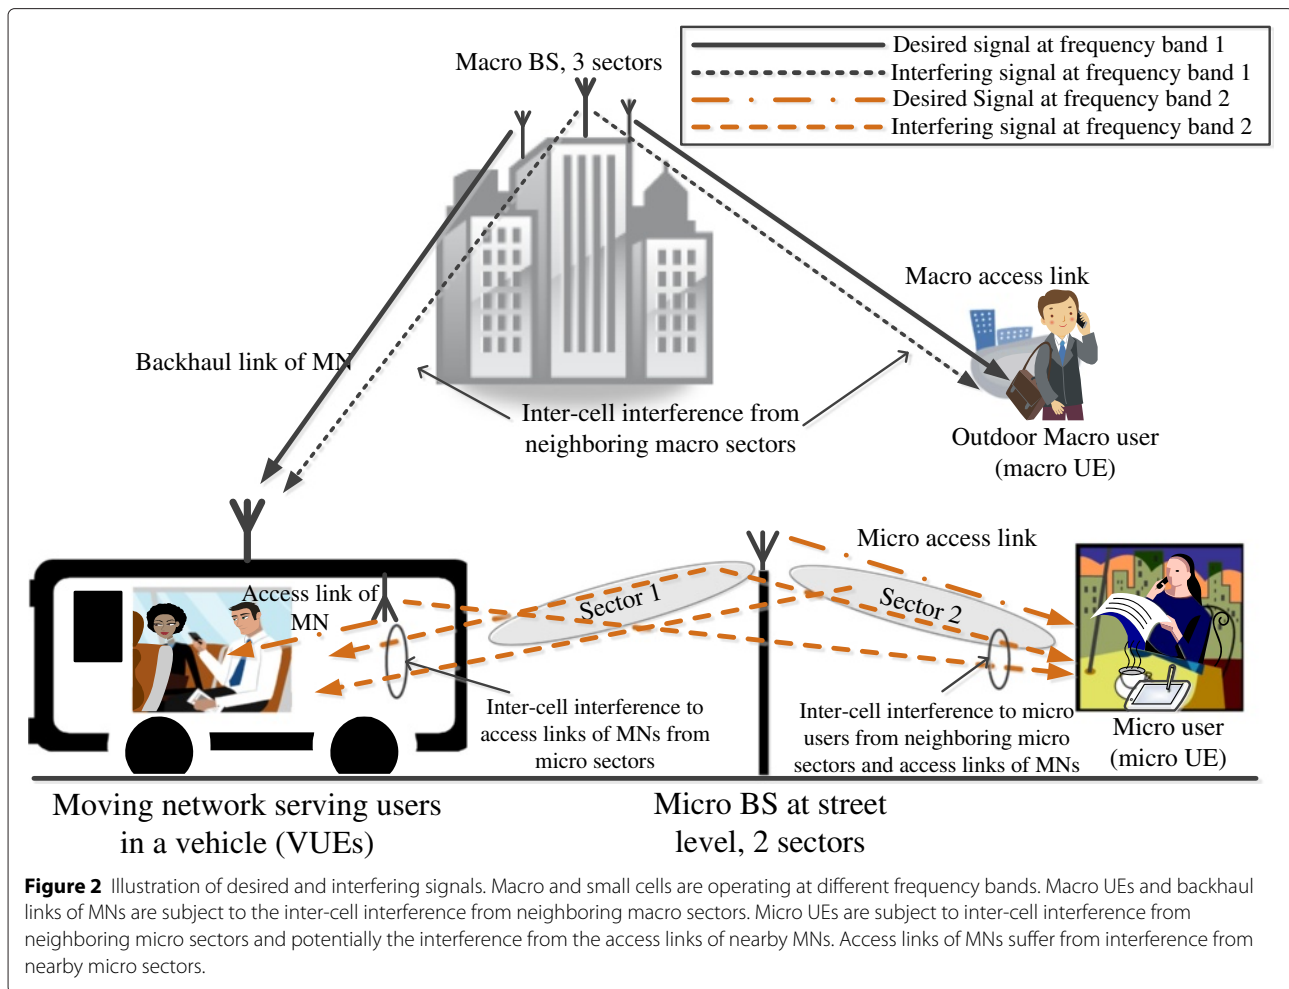 Desired signal at frequency band 1
Interfering signal at frequency band 1
Desired Signal at frequency band 2
Interfering signal at frequency band 2
Macro BS, 3 sectors
Macro access link
Backhaul link of MN
Inter-cell interference from
neighboring macro sectors
Outdoor Macro user
(macro UE)
Micro access link
Access link of
MN
Sector 1
Sector 2
Inter-cell interference to
access links of MNs from
micro sectors
Inter-cell interference to micro
users from neighboring micro
sectors and access links of MNs
Micro user
(micro UE)
Moving network serving users
in a vehicle (VUEs)
Micro BS at street
level, 2 sectors
Figure 2 Illustration of desired and interfering signals. Macro and small cells are operating at different frequency bands. Macro UEs and backhaul
links of MNs are subject to the inter-cell interference from neighboring macro sectors. Micro UEs are subject to inter-cell interference from
neighboring micro sectors and potentially the interference from the access links of nearby MNs. Access links of MNs suffer from interference from
nearby micro sectors.